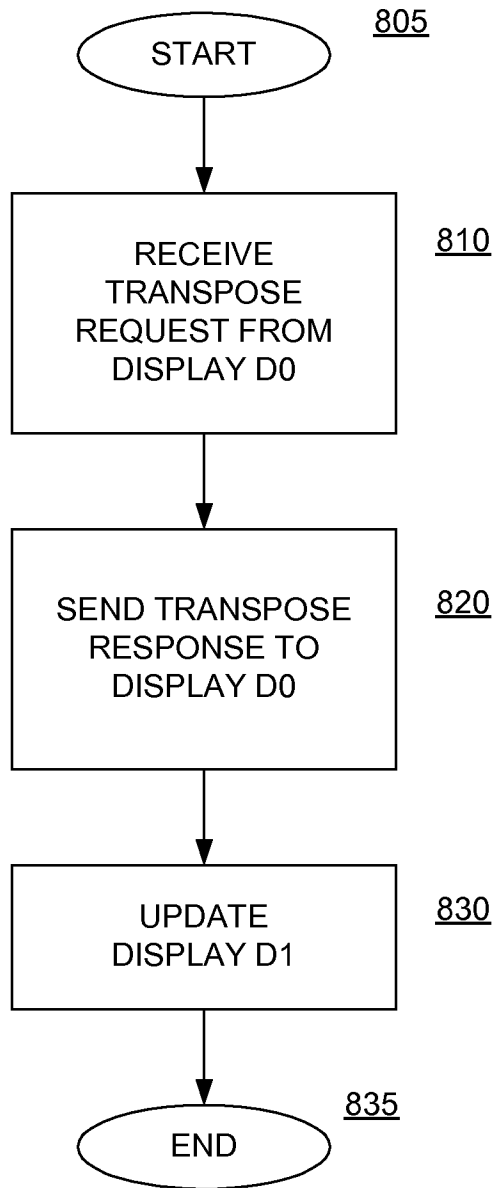 805
START
810
RECEIVE
TRANSPOSE
REQUEST FROM
DISPLAY D0
820
SEND TRANSPOSE
RESPONSE TO
DISPLAY D0
830
UPDATE
DISPLAY D1
835
END